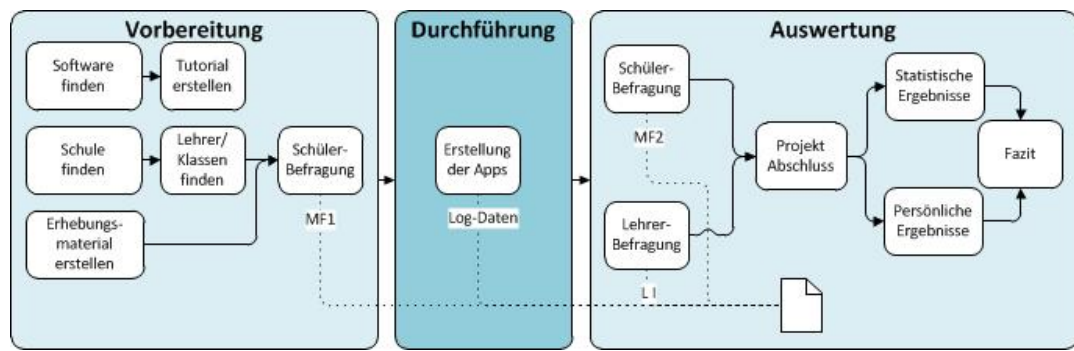 Vorbereitung
Software
finden
Tutorial
erstellen
Schule
finden
Lehrer/
Klassen
finden
Schüler-
Befragung
MF1
Erhebungs-
material
erstellen
Durchführung
Erstellung
der Apps
Log-Daten
Auswertung
Schüler-
Befragung
MF2
Lehrer-
Befragung
L I
Projekt
Abschluss
Statistische
Ergebnisse
Persönliche
Ergebnisse
Fazit